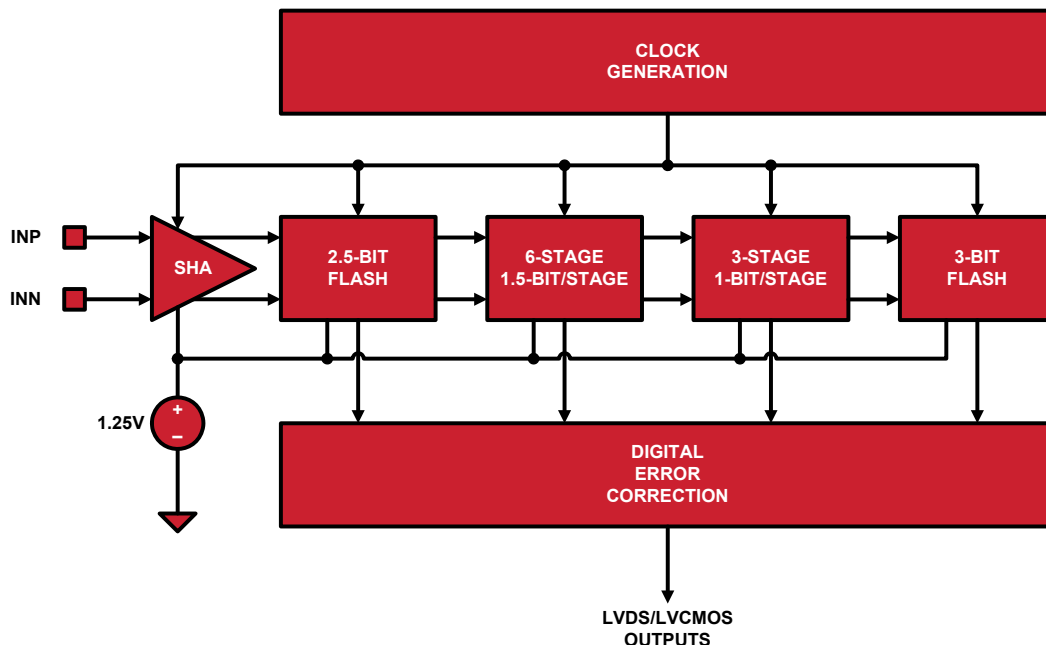 CLOCK
GENERATION
INP
INN
SHA
2.5-BIT
FLASH
6-STAGE
1.5-BIT/STAGE
3-STAGE
1-BIT/STAGE
3-BIT
FLASH
1.25V
+
–
DIGITAL
ERROR
CORRECTION
LVDS/LVCMOS
OUTPUTS